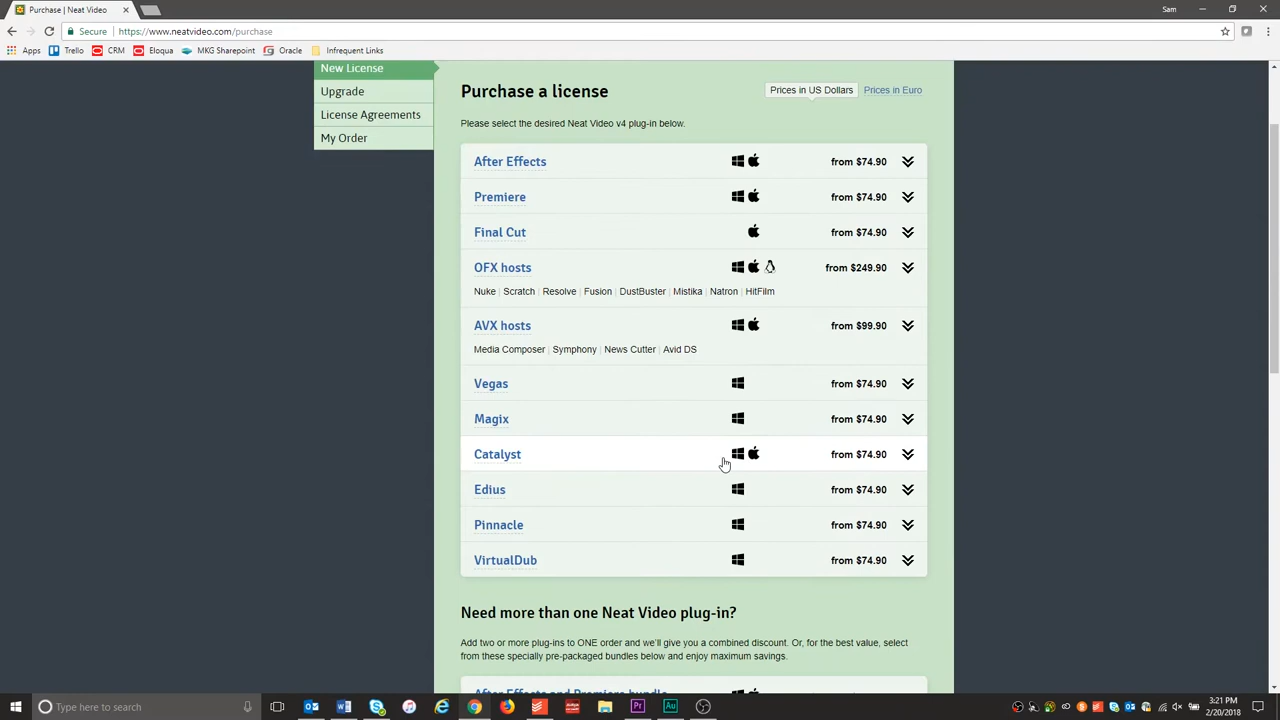 Purchase | Neat Video
Sam
Secure | https://www.neatvideo.com/purchase
Apps Trello CRM Eloqua MKG Sharepoint Oracle Infrequent Links
New License
Upgrade
License Agreements
My Order
Purchase a license
Prices in US Dollars Prices in Euro
Please select the desired Neat Video v4 plug-in below.
After Effects from $74.90
Premiere from $74.90
Final Cut from $74.90
OFX hosts from $249.90
Nuke | Scratch | Resolve | Fusion | DustBuster | Mistika | Natron | HitFilm
AVX hosts from $99.90
Media Composer | Symphony | News Cutter | Avid DS
Vegas from $74.90
Magix from $74.90
Catalyst from $74.90
Edius from $74.90
Pinnacle from $74.90
VirtualDub from $74.90
Need more than one Neat Video plug-in?
Add two or more plug-ins to ONE order and we'll give you a combined discount. Or, for the best value, select
from these specially pre-packaged bundles below and enjoy maximum savings.
After Effects and Premiere bundle
Type here to search
Pr Au
3:21 PM
2/20/2018